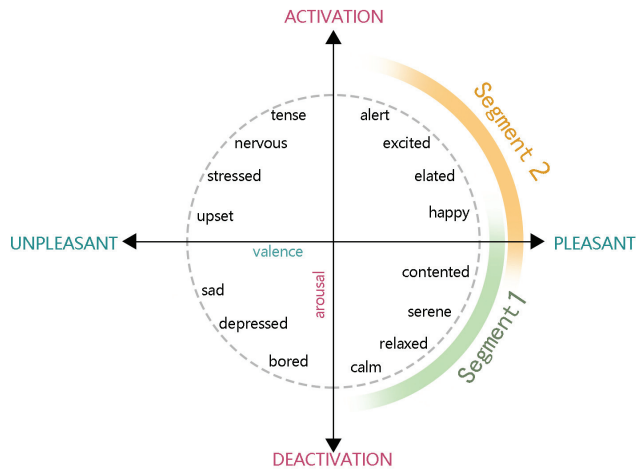 ACTIVATION
tense
alert
nervous
excited
stressed
elated
upset
happy
Segment 2
UNPLEASANT
PLEASANT
valence
arousal
contented
sad
serene
depressed
relaxed
bored
calm
Segment 1
DEACTIVATION